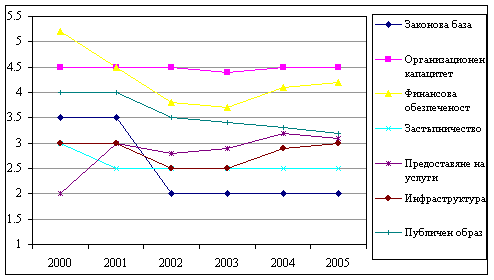 5.5
5
4.5
4
3.5
3
2.5
2
1.5
1
2000 2001 2002 2003 2004 2005
Законова база
Организационен
капацитет
Финансова
обезпеченост
Застъпничество
Предоставяне на
услуги
Инфраструктура
Публичен образ